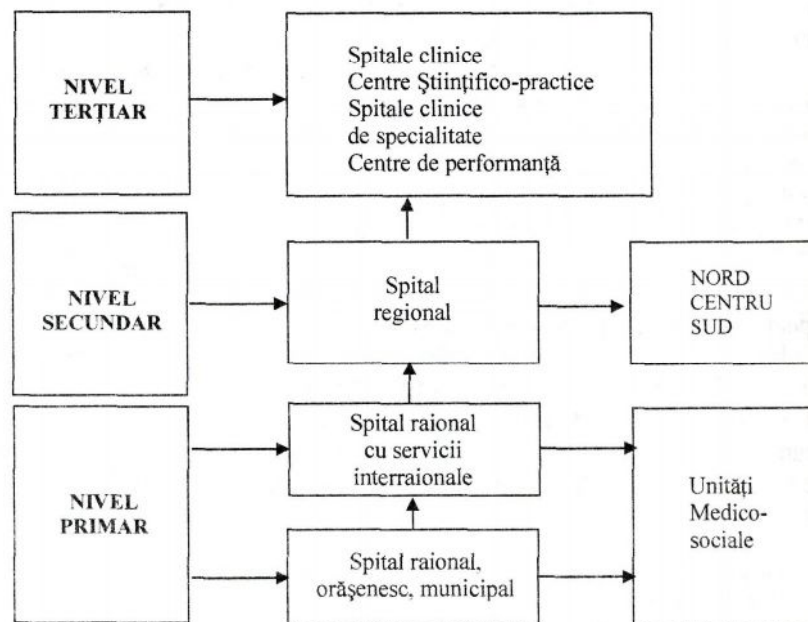 NIVEL
TERȚIAR
Spitale clinice
Centre Științifico-practice
Spitale clinice
de specialitate
Centre de performanță
NIVEL
SECUNDAR
Spital
regional
NORD
CENTRU
SUD
NIVEL
PRIMAR
Spital raional
cu servicii
interraionale
Unități
Medico-
sociale
Spital raional,
orășenesc, municipal